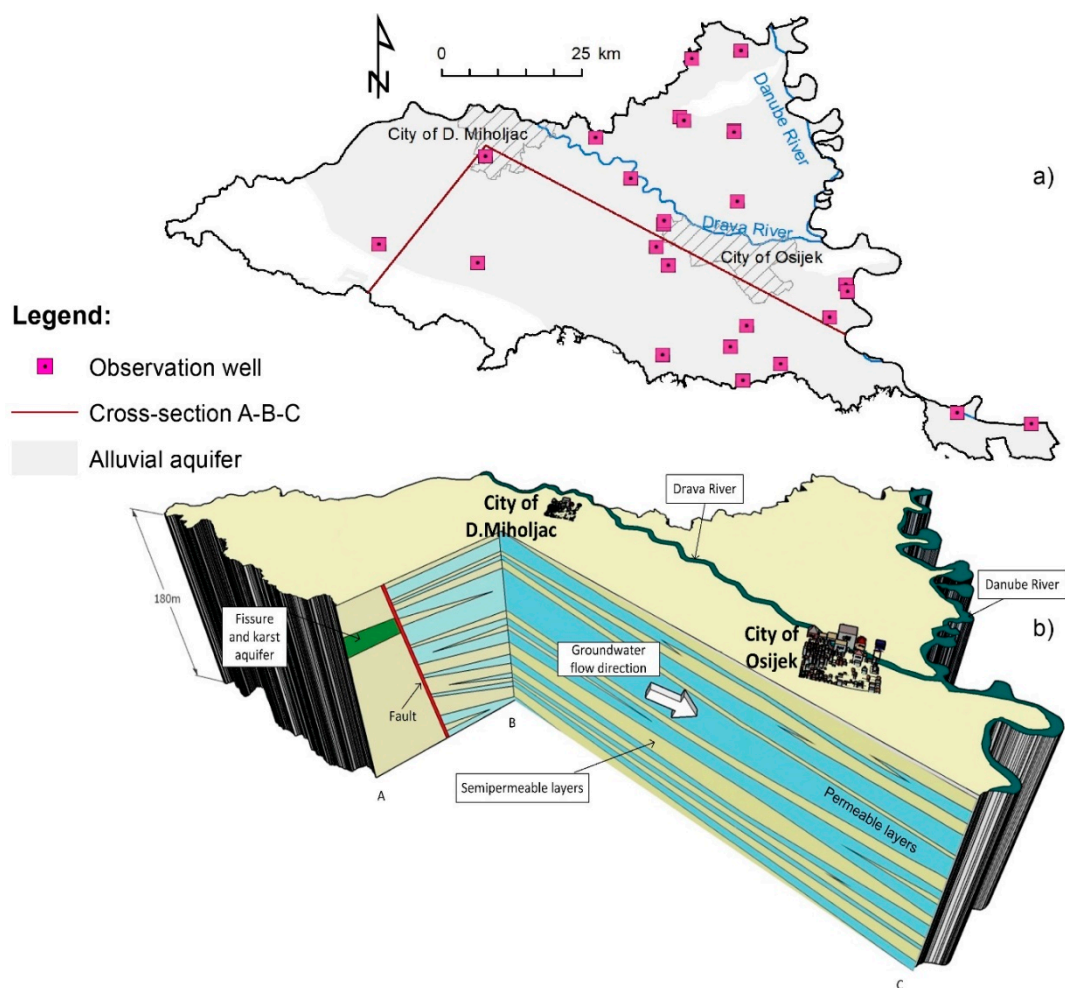 N
0 25 km
Danube River
City of D. Miholjac
a)
Drava River
City of Osijek
Legend:
Observation well
Cross-section A-B-C
Alluvial aquifer
Drava River
City of
D.Miholjac
180m
Danube River
Fissure
and karst
aquifer
b)
City of
Osijek
Groundwater
flow direction
Fault
B
Semipermeable layers
A
Permeable layers
C